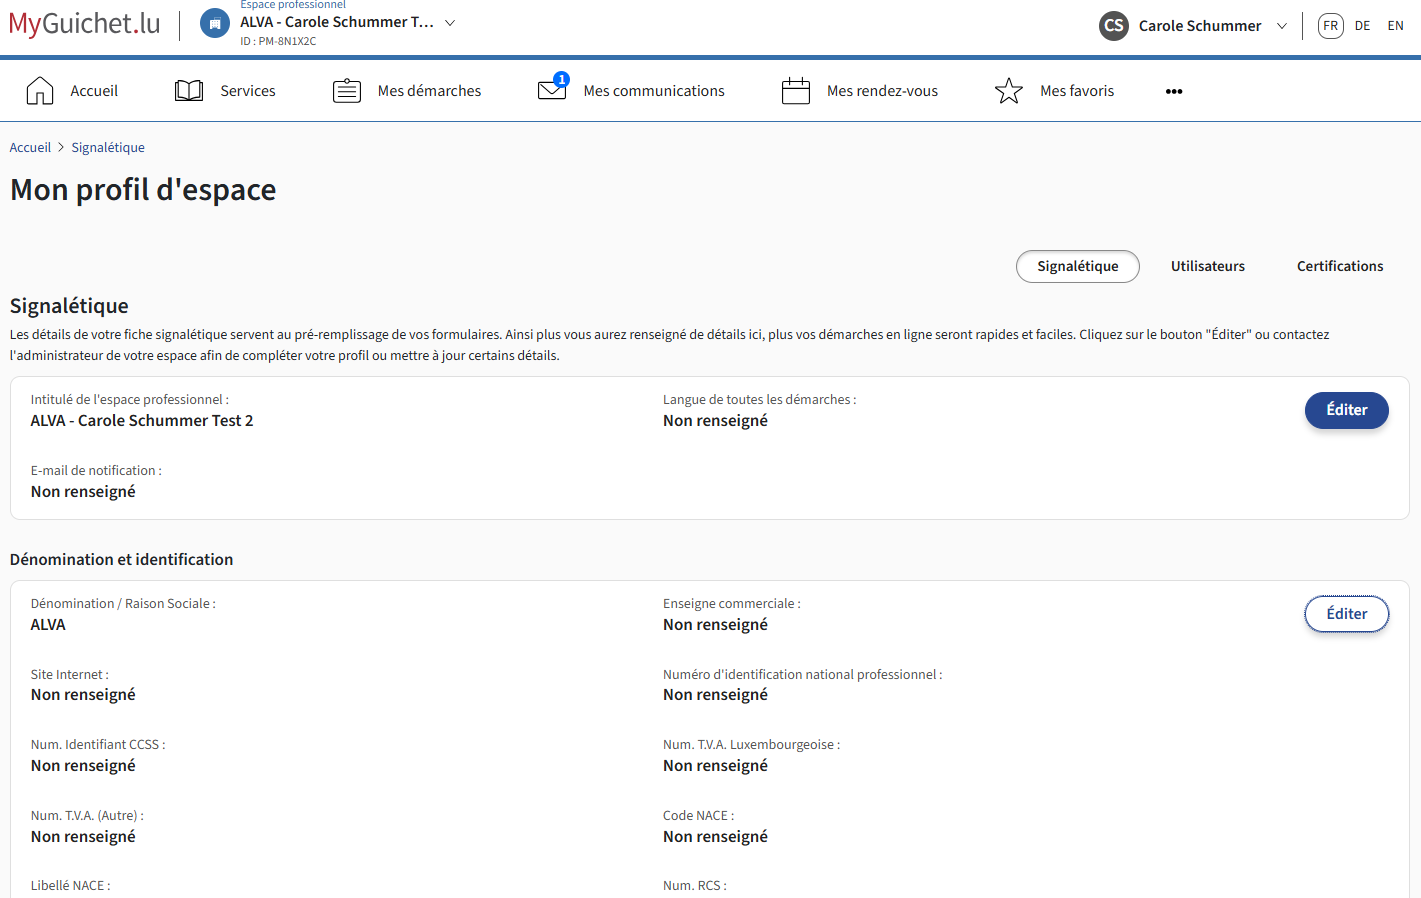 MyGuichet.lu
Espace professionnel
ALVA - Carole Schummer T...
ID : PM-8N1X2C
CS
Carole Schummer
FR DE EN
Accueil
Services
Mes démarches
1
Mes communications
Mes rendez-vous
Mes favoris
Accueil > Signalétique
Mon profil d'espace
Signalétique Utilisateurs Certifications
Signalétique
Les détails de votre fiche signalétique servent au pré-remplissage de vos formulaires. Ainsi plus vous aurez renseigné de détails ici, plus vos démarches en ligne seront rapides et faciles. Cliquez sur le bouton "Éditer" ou contactez
l'administrateur de votre espace afin de compléter votre profil ou mettre à jour certains détails.
Intitulé de l'espace professionnel :
ALVA - Carole Schummer Test 2
Langue de toutes les démarches :
Non renseigné
Éditer
E-mail de notification :
Non renseigné
Dénomination et identification
Dénomination / Raison Sociale :
ALVA
Enseigne commerciale :
Non renseigné
Éditer
Site Internet :
Non renseigné
Numéro d'identification national professionnel :
Non renseigné
Num. Identifiant CCSS :
Non renseigné
Num. T.V.A. Luxembourgeoise :
Non renseigné
Num. T.V.A. (Autre) :
Non renseigné
Code NACE :
Non renseigné
Libellé NACE :
Num. RCS :